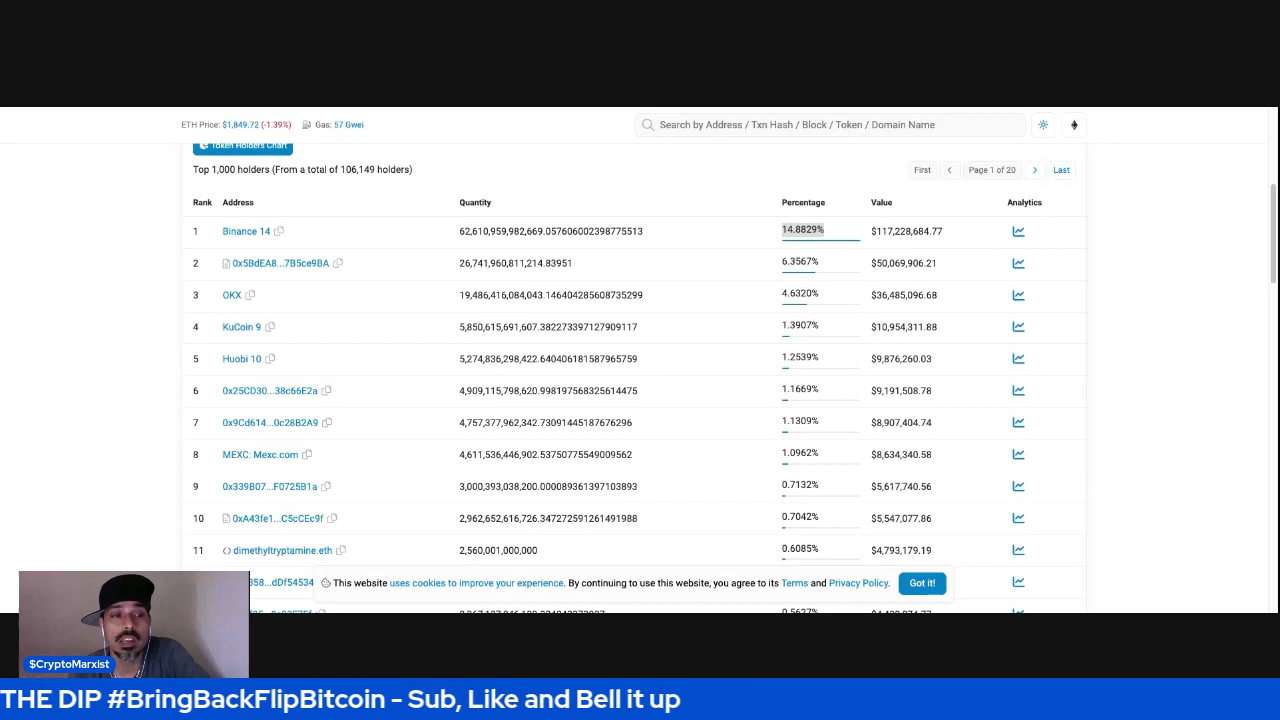 ETH Price: $1,849.72 (-1.39%) Gas: 57 Gwei
Search by Address / Txn Hash / Block / Token / Domain Name
Token Holders Chart
Top 1,000 holders (From a total of 106,149 holders)
First Page 1 of 20 Last
Rank Address Quantity Percentage Value Analytics
1 Binance 14 62,610,959,982,669.057606002398775513 14.8829% $117,228,684.77
2 0x5BdEA8...7B5ce9BA 26,741,960,811,214.83951 6.3567% $50,069,906.21
3 OKX 19,486,416,084,043.146404285608735299 4.6320% $36,485,096.68
4 KuCoin 9 5,850,615,691,607.382273397127909117 1.3907% $10,954,311.88
5 Huobi 10 5,274,836,298,422.640406181587965759 1.2539% $9,876,260.03
6 0x25CD30...38c66E2a 4,909,115,798,620.998197568325614475 1.1669% $9,191,508.78
7 0x9Cd614...0c28B2A9 4,757,377,962,342.73091445187676296 1.1309% $8,907,404.74
8 MEXC: Mexc.com 4,611,536,446,902.53750775549009562 1.0962% $8,634,340.58
9 0x339B07...F0725B1a 3,000,393,038,200.000089361397103893 0.7132% $5,617,740.56
10 0xA43fe1...C5cCEc9f 2,962,652,616,726.347272591261491988 0.7042% $5,547,077.86
11 dimethyltryptamine.eth 2,560,001,000,000 0.6085% $4,793,179.19
358...dDf54534 This website uses cookies to improve your experience. By continuing to use this website, you agree to its Terms and Privacy Policy. Got it!
$CryptoMarxist
THE DIP #BringBackFlipBitcoin - Sub, Like and Bell it up